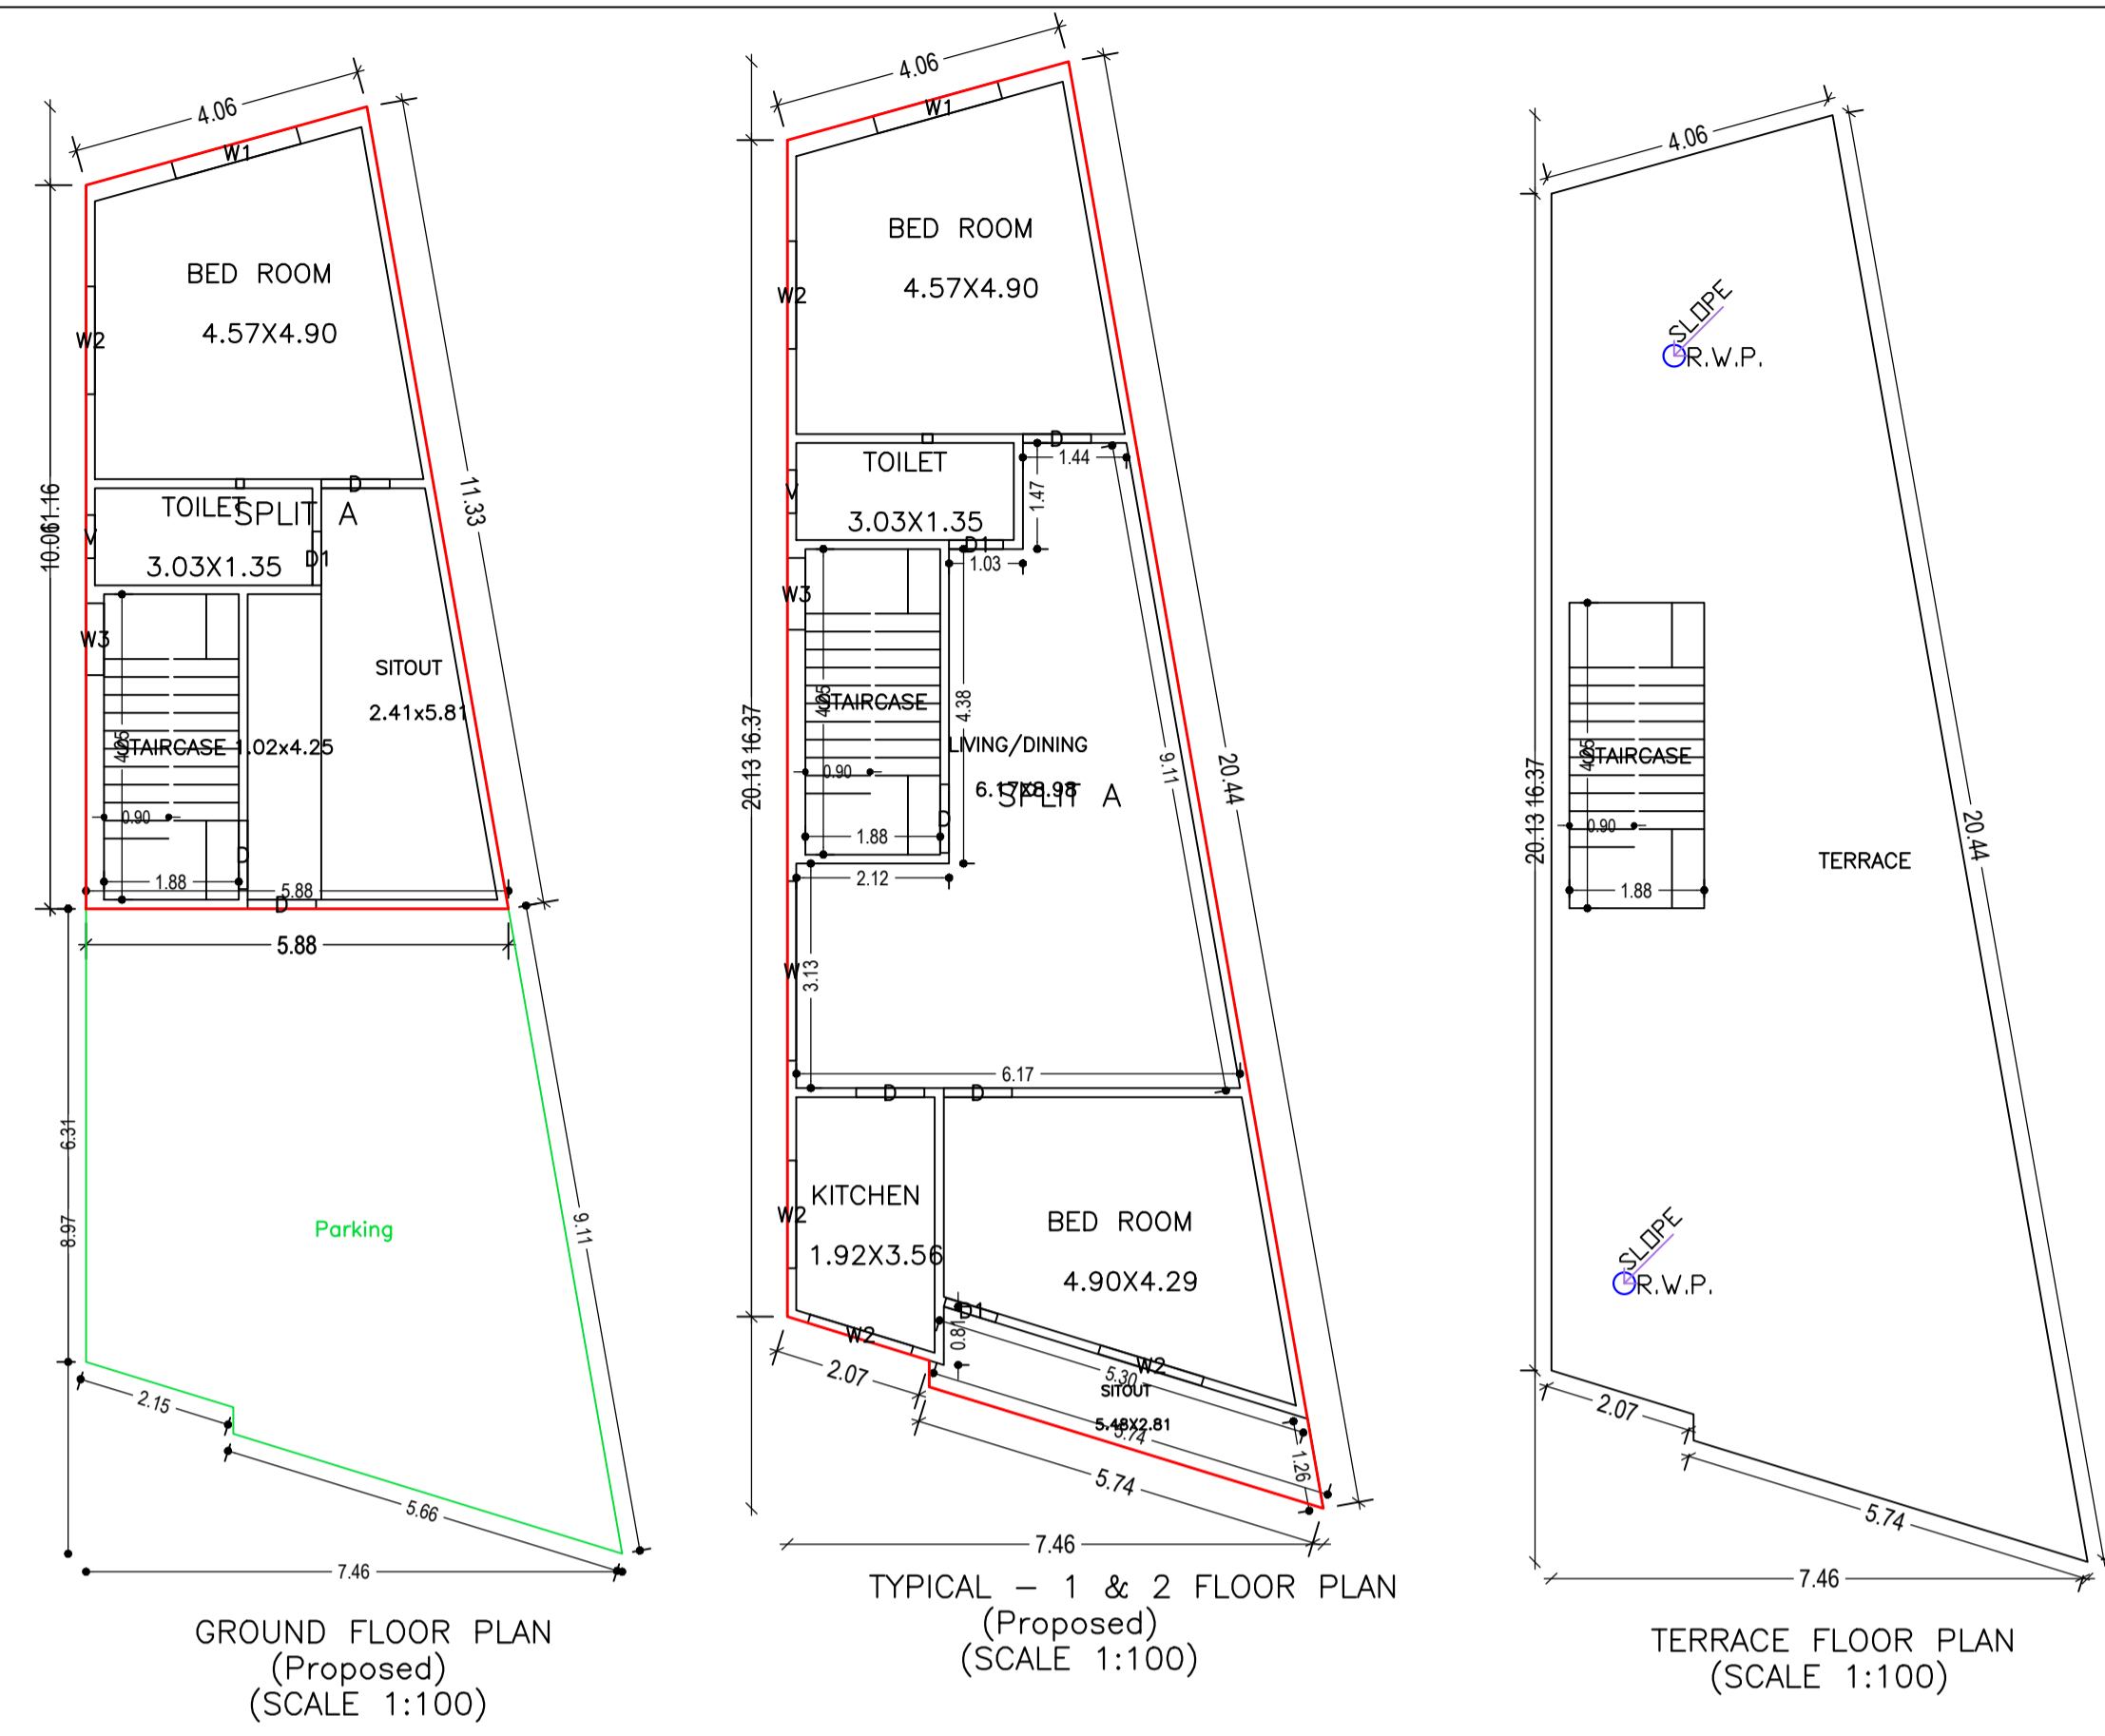 4.06
W1
BED ROOM
4.57X4.90
W2
11.33
D
TOILET
SPLIT A
V
3.03X1.35
D1
W3
SITOUT
2.41x5.81
STAIRCASE 1.02x4.25
4.25
0.90
D
1.88
5.88
D
5.88
6.31
8.97
Parking
9.11
2.15
5.66
7.46
GROUND FLOOR PLAN
(Proposed)
(SCALE 1:100)
4.06
W1
BED ROOM
4.57X4.90
W2
D
TOILET
1.44
V
1.47
3.03X1.35
D1
1.03
W3
STAIRCASE
4.25
4.38
LIVING/DINING
6.17X8.98
SPLIT A
9.11
20.44
20.13
16.37
0.90
D
1.88
2.12
W
3.13
6.17
D
D
KITCHEN
1.92X3.56
W2
BED ROOM
4.90X4.29
D1
0.81
W2
W2
2.07
5.30
SITOUT
5.48X2.81
5.74
1.26
5.74
7.46
TYPICAL – 1 & 2 FLOOR PLAN
(Proposed)
(SCALE 1:100)
4.06
SLOPE
R.W.P.
STAIRCASE
4.25
0.90
1.88
20.13
16.37
20.44
TERRACE
SLOPE
R.W.P.
2.07
5.74
7.46
TERRACE FLOOR PLAN
(SCALE 1:100)